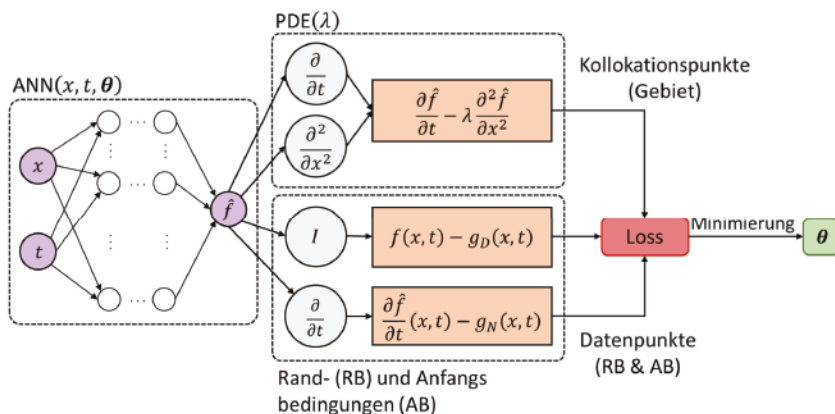 PDE(λ)
ANN(x, t, θ)
x
t
f̂
∂/∂t
∂²/∂x²
∂f̂/∂t − λ ∂²f̂/∂x²
Kollokationspunkte
(Gebiet)
I
f(x, t) − g_D(x, t)
∂/∂t
∂f̂/∂t (x, t) − g_N(x, t)
Loss
Minimierung
θ
Datenpunkte
(RB & AB)
Rand- (RB) und Anfangs
bedingungen (AB)